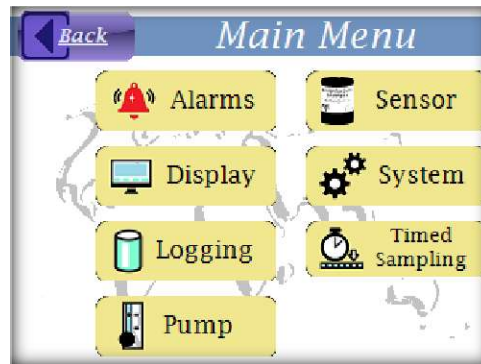 Back
Main Menu
Alarms
Sensor
Display
System
Logging
Timed
Sampling
Pump